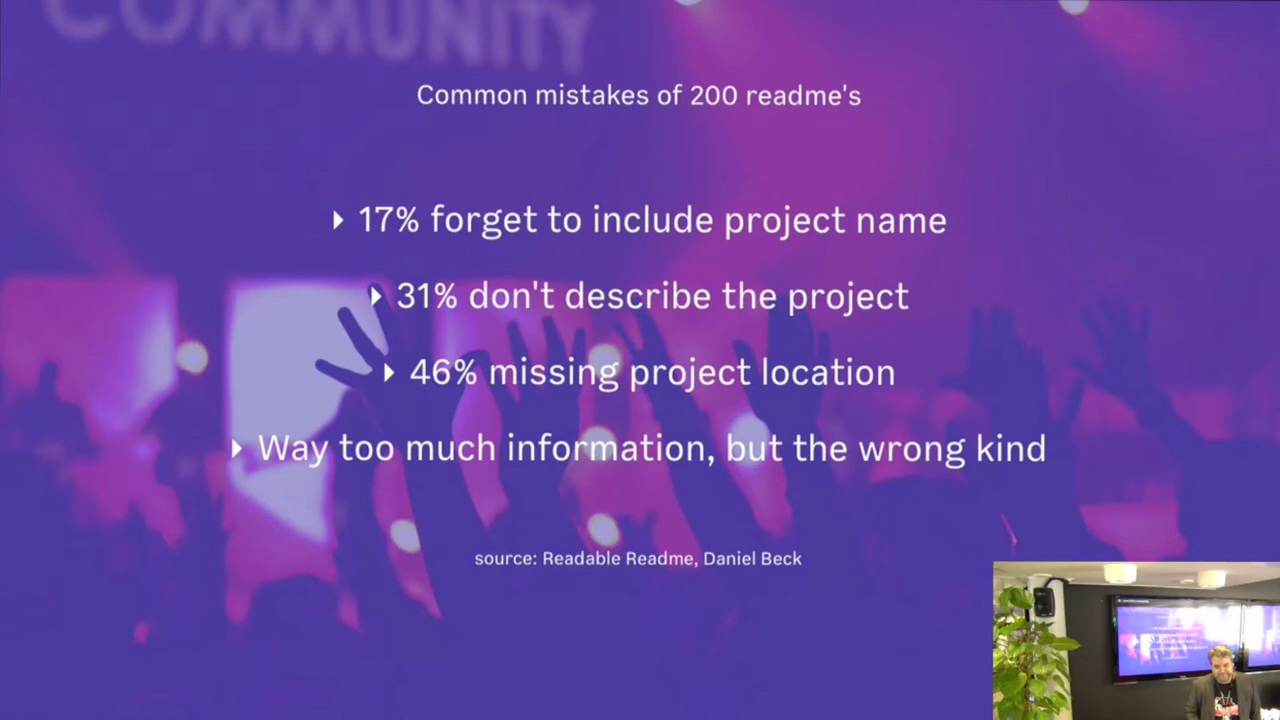 COMMUNITY
Common mistakes of 200 readme's
17% forget to include project name
31% don't describe the project
46% missing project location
Way too much information, but the wrong kind
source: Readable Readme, Daniel Beck